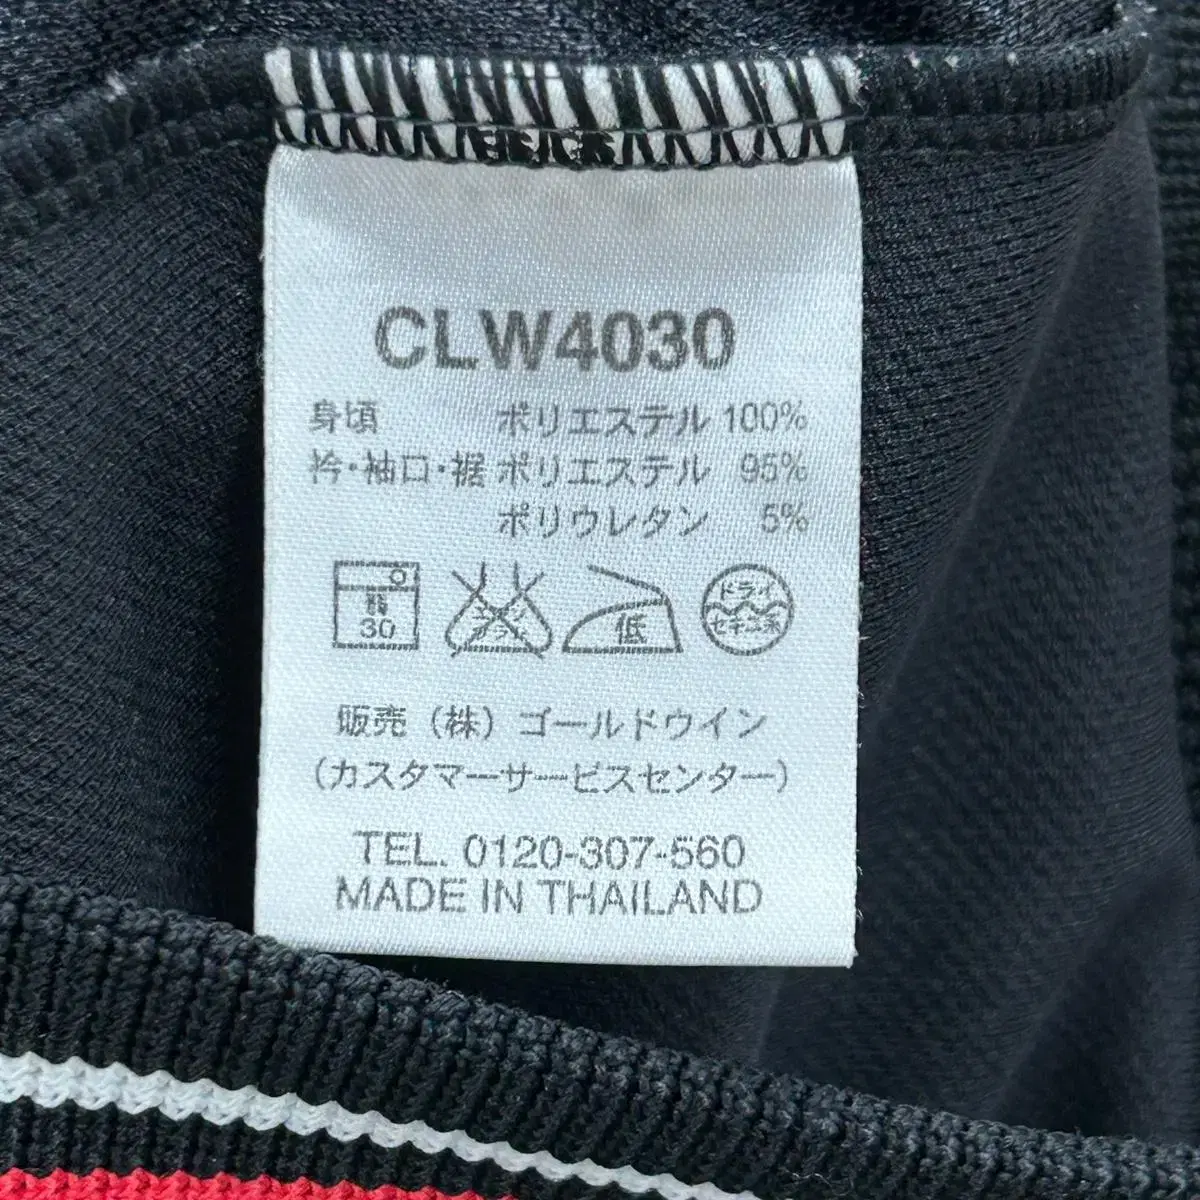 CLW4030
身頃 ポリエステル 100%
衿・袖口・裾 ポリエステル 95%
ポリウレタン 5%
30
低
ドライ
セキユ系
販売（株）ゴールドウイン
（カスタマーサービスセンター）
TEL. 0120-307-560
MADE IN THAILAND